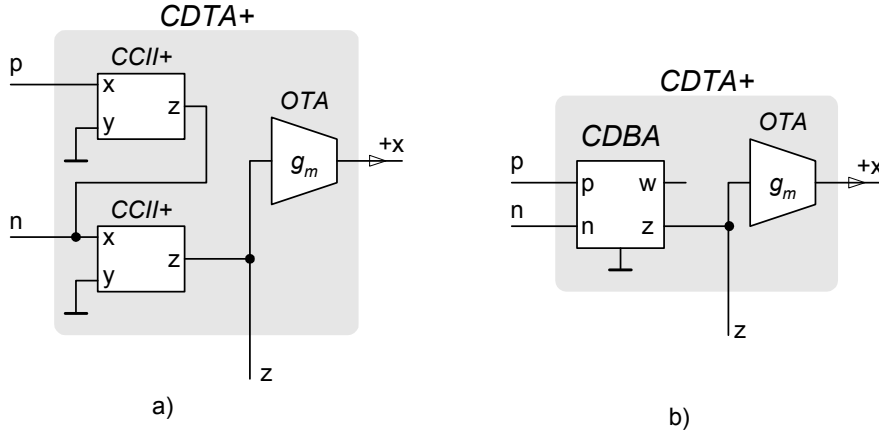 CDTA+
CCII+
p
x
z
y
OTA
g_m
+x
n
CCII+
x
z
y
z
a)
CDTA+
CDBA
OTA
p
p
w
g_m
+x
n
n
z
z
b)